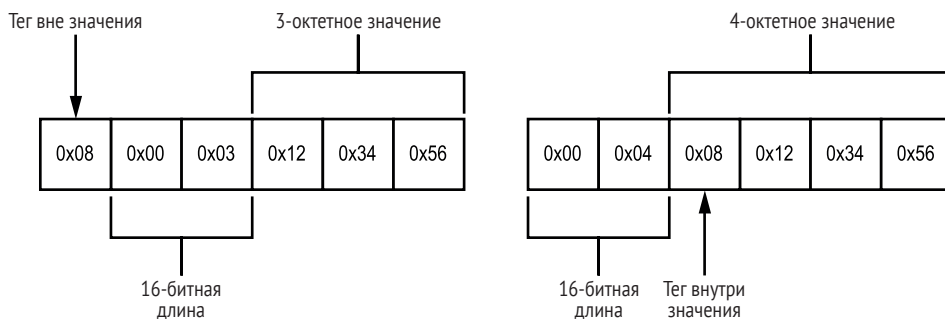 Тег вне значения
3-октетное значение
0x08 0x00 0x03 0x12 0x34 0x56
16-битная
длина
4-октетное значение
0x00 0x04 0x08 0x12 0x34 0x56
16-битная
длина
Тег внутри
значения